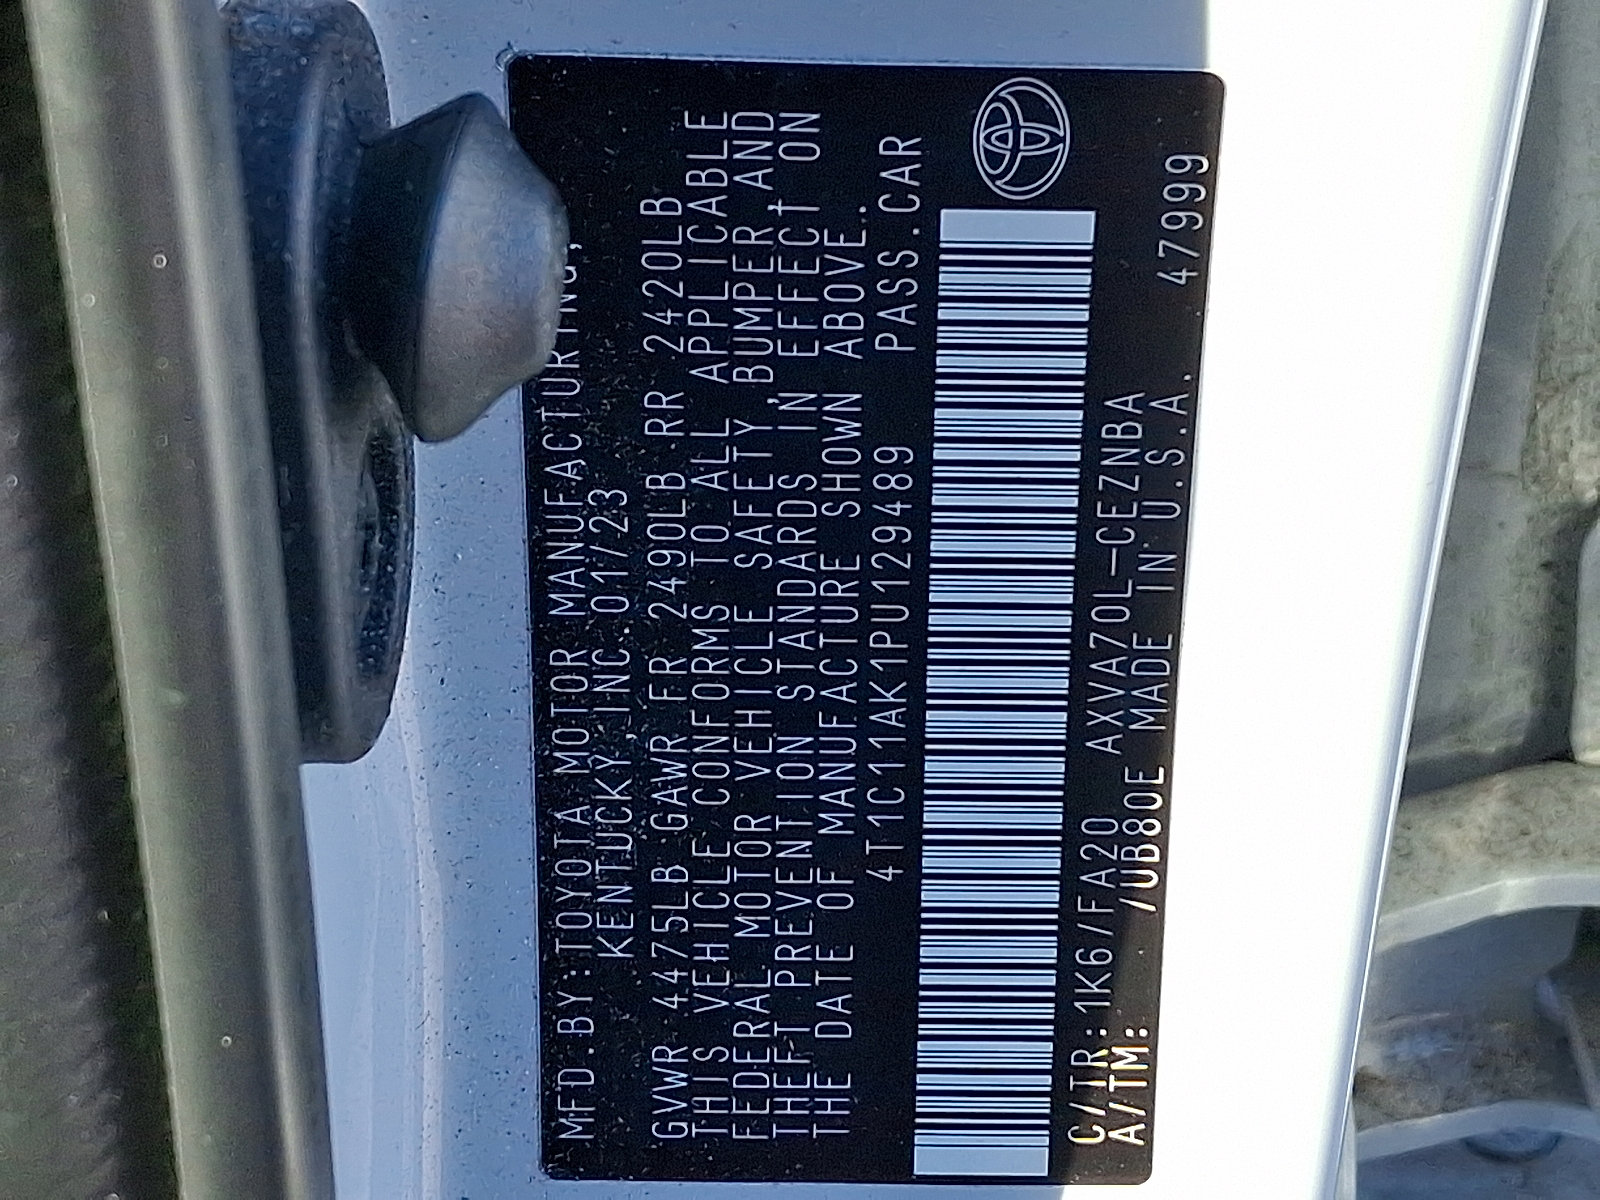 MFD.BY:TOYOTA MOTOR MANUFACTURING,
KENTUCKY,INC.01/23
GVWR 4475LB GAWR FR 2490LB RR 2420LB
THIS VEHICLE CONFORMS TO ALL APPLICABLE
FEDERAL MOTOR VEHICLE SAFETY,BUMPER,AND
THEFT PREVENTION STANDARDS IN EFFECT ON
THE DATE OF MANUFACTURE SHOWN ABOVE.
4T1C11AK1PU129489 PASS.CAR
C/TR:1K6/FA20 AXVA70L-CEZNBA
A/TM: /UB80E MADE IN U.S.A. 47999